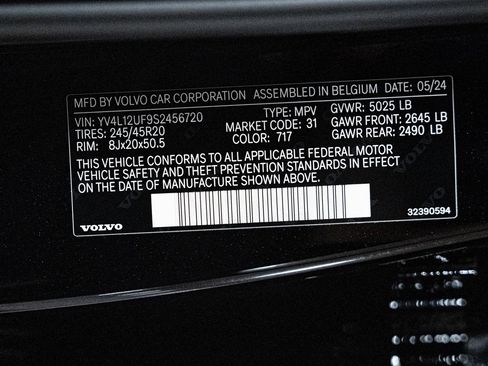 MFD BY VOLVO CAR CORPORATION ASSEMBLED IN BELGIUM DATE: 05/24
VIN: YV4L12UF9S2456720 TYPE: MPV GVWR: 5025 LB
TIRES: 245/45R20 MARKET CODE: 31 GAWR FRONT: 2645 LB
RIM: 8Jx20x50.5 COLOR: 717 GAWR REAR: 2490 LB
THIS VEHICLE CONFORMS TO ALL APPLICABLE FEDERAL MOTOR
VEHICLE SAFETY AND THEFT PREVENTION STANDARDS IN EFFECT
ON THE DATE OF MANUFACTURE SHOWN ABOVE.
VOLVO 32390594